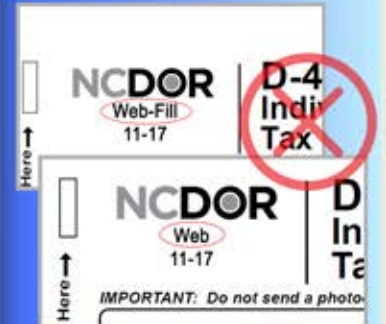 NCDOR
Web-Fill
11-17
D-4
Indiv
Tax
Here
NCDOR
Web
11-17
D
In
Ta
Here
IMPORTANT: Do not send a photo